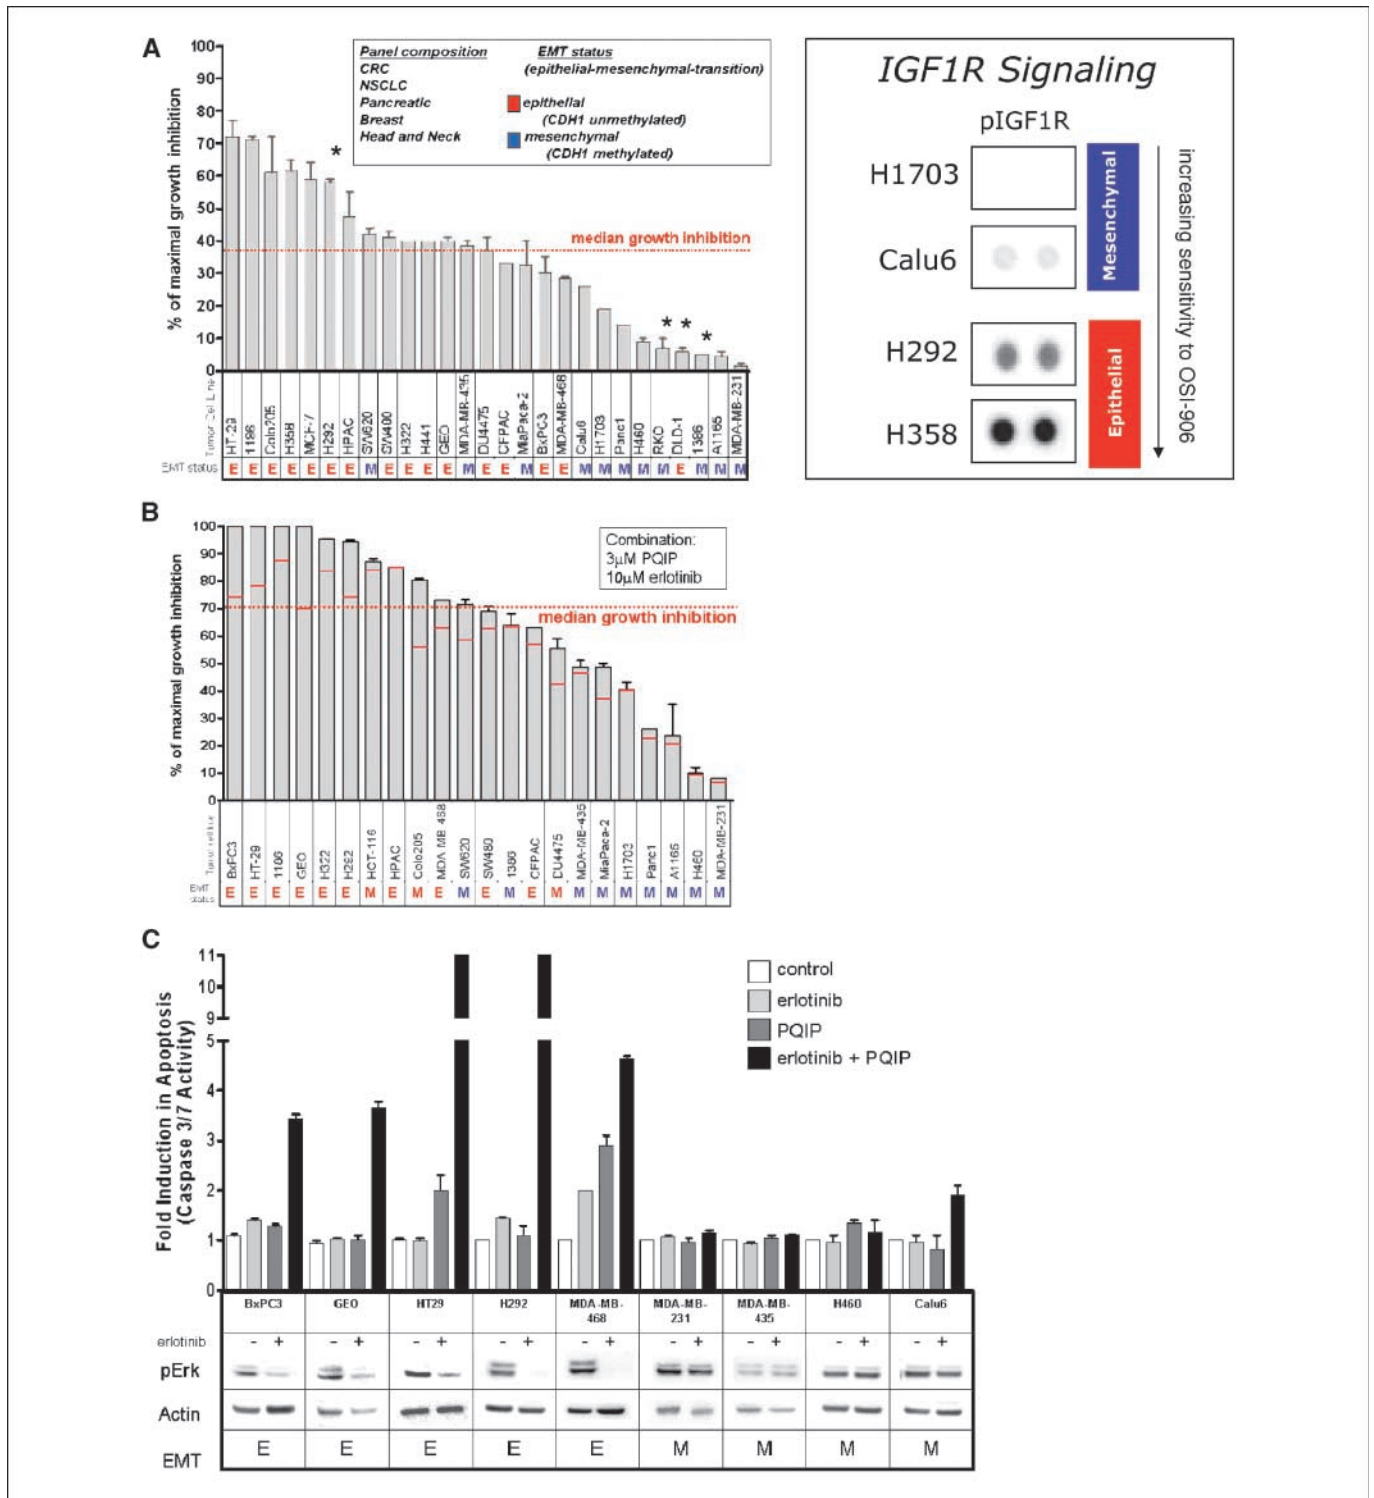 A
100
90
80
70
60
50
40
30
20
10
0
% of maximal growth inhibition
Panel composition
CRC
NSCLC
Pancreatic
Breast
Head and Neck
EMT status
(epithelial-mesenchymal-transition)
epithelial
(CDH1 unmethylated)
mesenchymal
(CDH1 methylated)
*
median growth inhibition
* * *
Tumor Cell Line
HT-29
1186
Colo205
H358
MCF-7
H292
HPAC
SW620
SW480
H322
H441
GEO
MDA-MB-435
DU4475
CFPAC
MiaPaca-2
BxPC3
MDA-MB-468
Calu6
H1703
Panc1
H460
RKO
DLD-1
1386
A1165
MDA-MB-231
EMT status
E E E E E E E M E E E E M E E M E E M M M M M E M M M
IGF1R Signaling
pIGF1R
H1703
Calu6
H292
H358
Mesenchymal
Epithelial
increasing sensitivity to OSI-906
B
100
90
80
70
60
50
40
30
20
10
0
% of maximal growth inhibition
Combination:
3μM PQIP
10μM erlotinib
median growth inhibition
BxPC3
HT-29
1186
GEO
H322
H292
HCT-116
HPAC
Colo205
MDA MB 468
SW620
SW480
1386
CFPAC
DU4475
MDA-MB-435
MiaPaca-2
H1703
Panc1
A1165
H460
MDA-MB-231
EMT
status
E E E E E E M E M E M E M E M M M M M M M M
C
11
10
9
5
4
3
2
1
0
Fold Induction in Apoptosis
(Caspase 3/7 Activity)
control
erlotinib
PQIP
erlotinib + PQIP
BxPC3 GEO HT29 H292 MDA-MB-468 MDA-MB-231 MDA-MB-435 H460 Calu6
erlotinib - + - + - + - + - + - + - + - + - +
pErk
Actin
EMT E E E E E M M M M